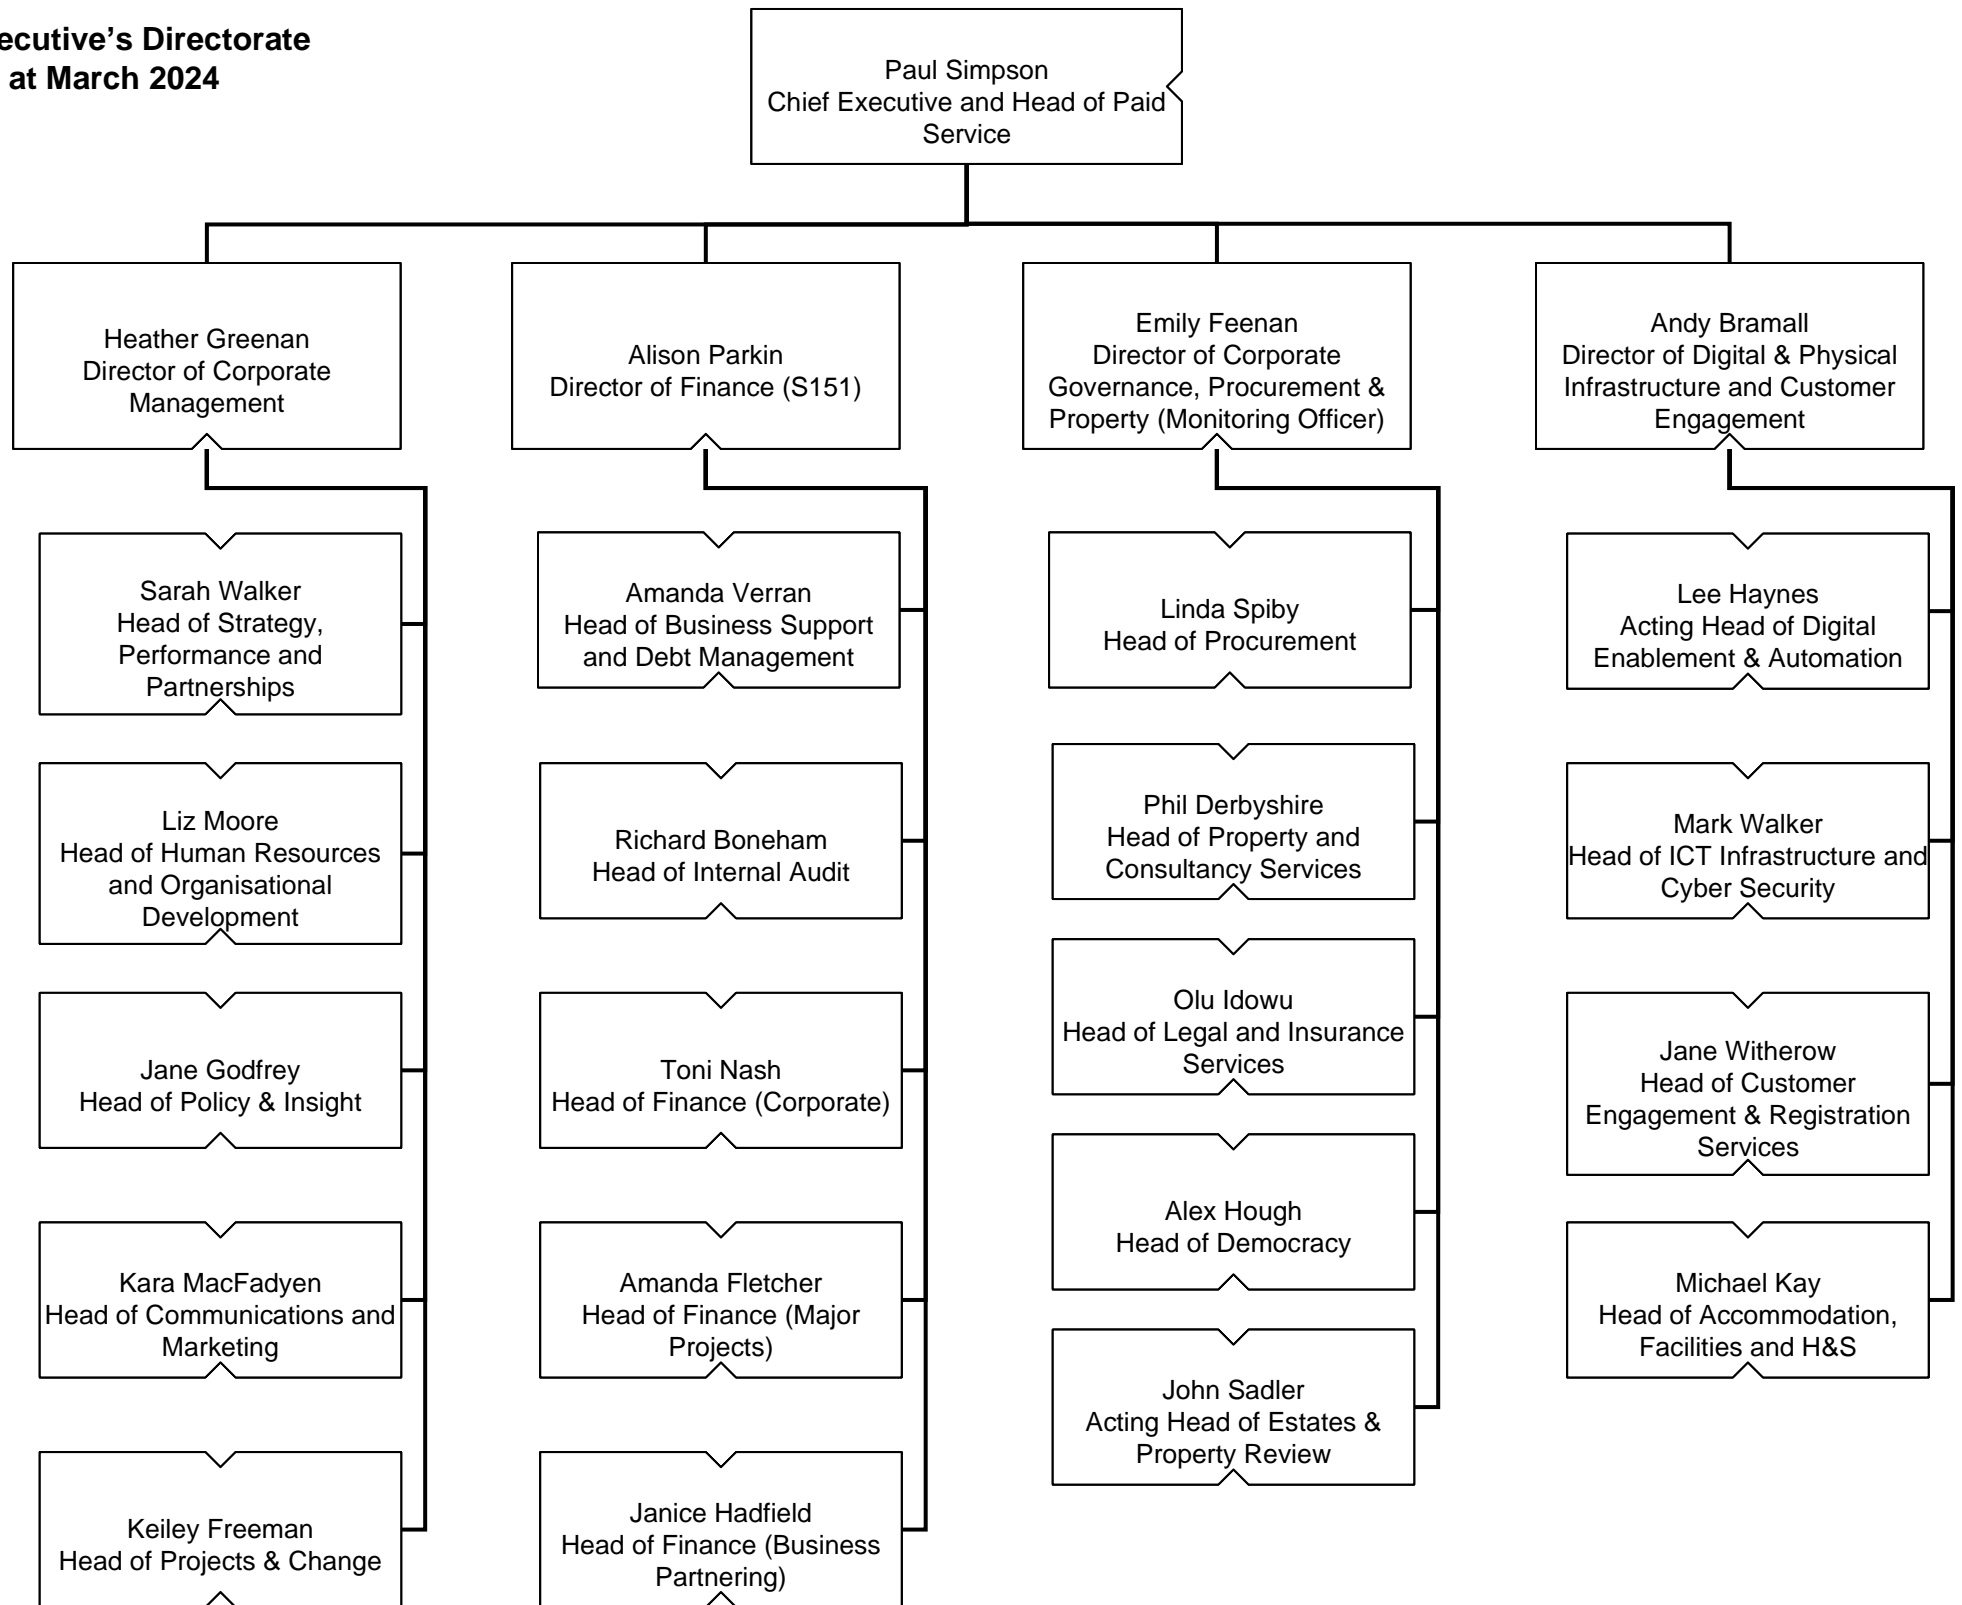 ecutive’s Directorate
at March 2024
Paul Simpson
Chief Executive and Head of Paid
Service
Heather Greenan
Director of Corporate
Management
Alison Parkin
Director of Finance (S151)
Emily Feenan
Director of Corporate
Governance, Procurement &
Property (Monitoring Officer)
Andy Bramall
Director of Digital & Physical
Infrastructure and Customer
Engagement
Sarah Walker
Head of Strategy,
Performance and
Partnerships
Liz Moore
Head of Human Resources
and Organisational
Development
Jane Godfrey
Head of Policy & Insight
Kara MacFadyen
Head of Communications and
Marketing
Keiley Freeman
Head of Projects & Change
Amanda Verran
Head of Business Support
and Debt Management
Richard Boneham
Head of Internal Audit
Toni Nash
Head of Finance (Corporate)
Amanda Fletcher
Head of Finance (Major
Projects)
Janice Hadfield
Head of Finance (Business
Partnering)
Linda Spiby
Head of Procurement
Phil Derbyshire
Head of Property and
Consultancy Services
Olu Idowu
Head of Legal and Insurance
Services
Alex Hough
Head of Democracy
John Sadler
Acting Head of Estates &
Property Review
Lee Haynes
Acting Head of Digital
Enablement & Automation
Mark Walker
Head of ICT Infrastructure and
Cyber Security
Jane Witherow
Head of Customer
Engagement & Registration
Services
Michael Kay
Head of Accommodation,
Facilities and H&S